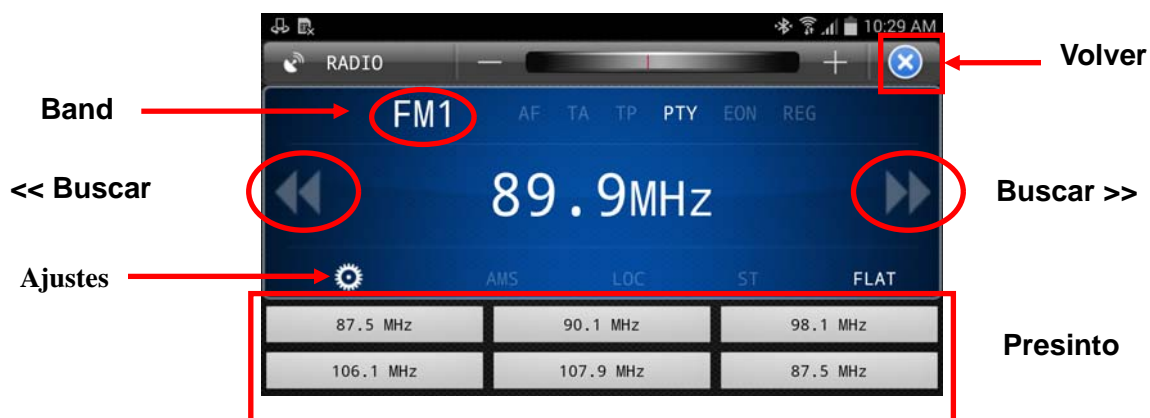 10:29 AM
Volver
RADIO
Band
FM1 AF TA TP PTY EON REG
<< Buscar
89.9MHz
Buscar >>
Ajustes
AMS LOC ST FLAT
87.5 MHz 90.1 MHz 98.1 MHz
Presinto
106.1 MHz 107.9 MHz 87.5 MHz